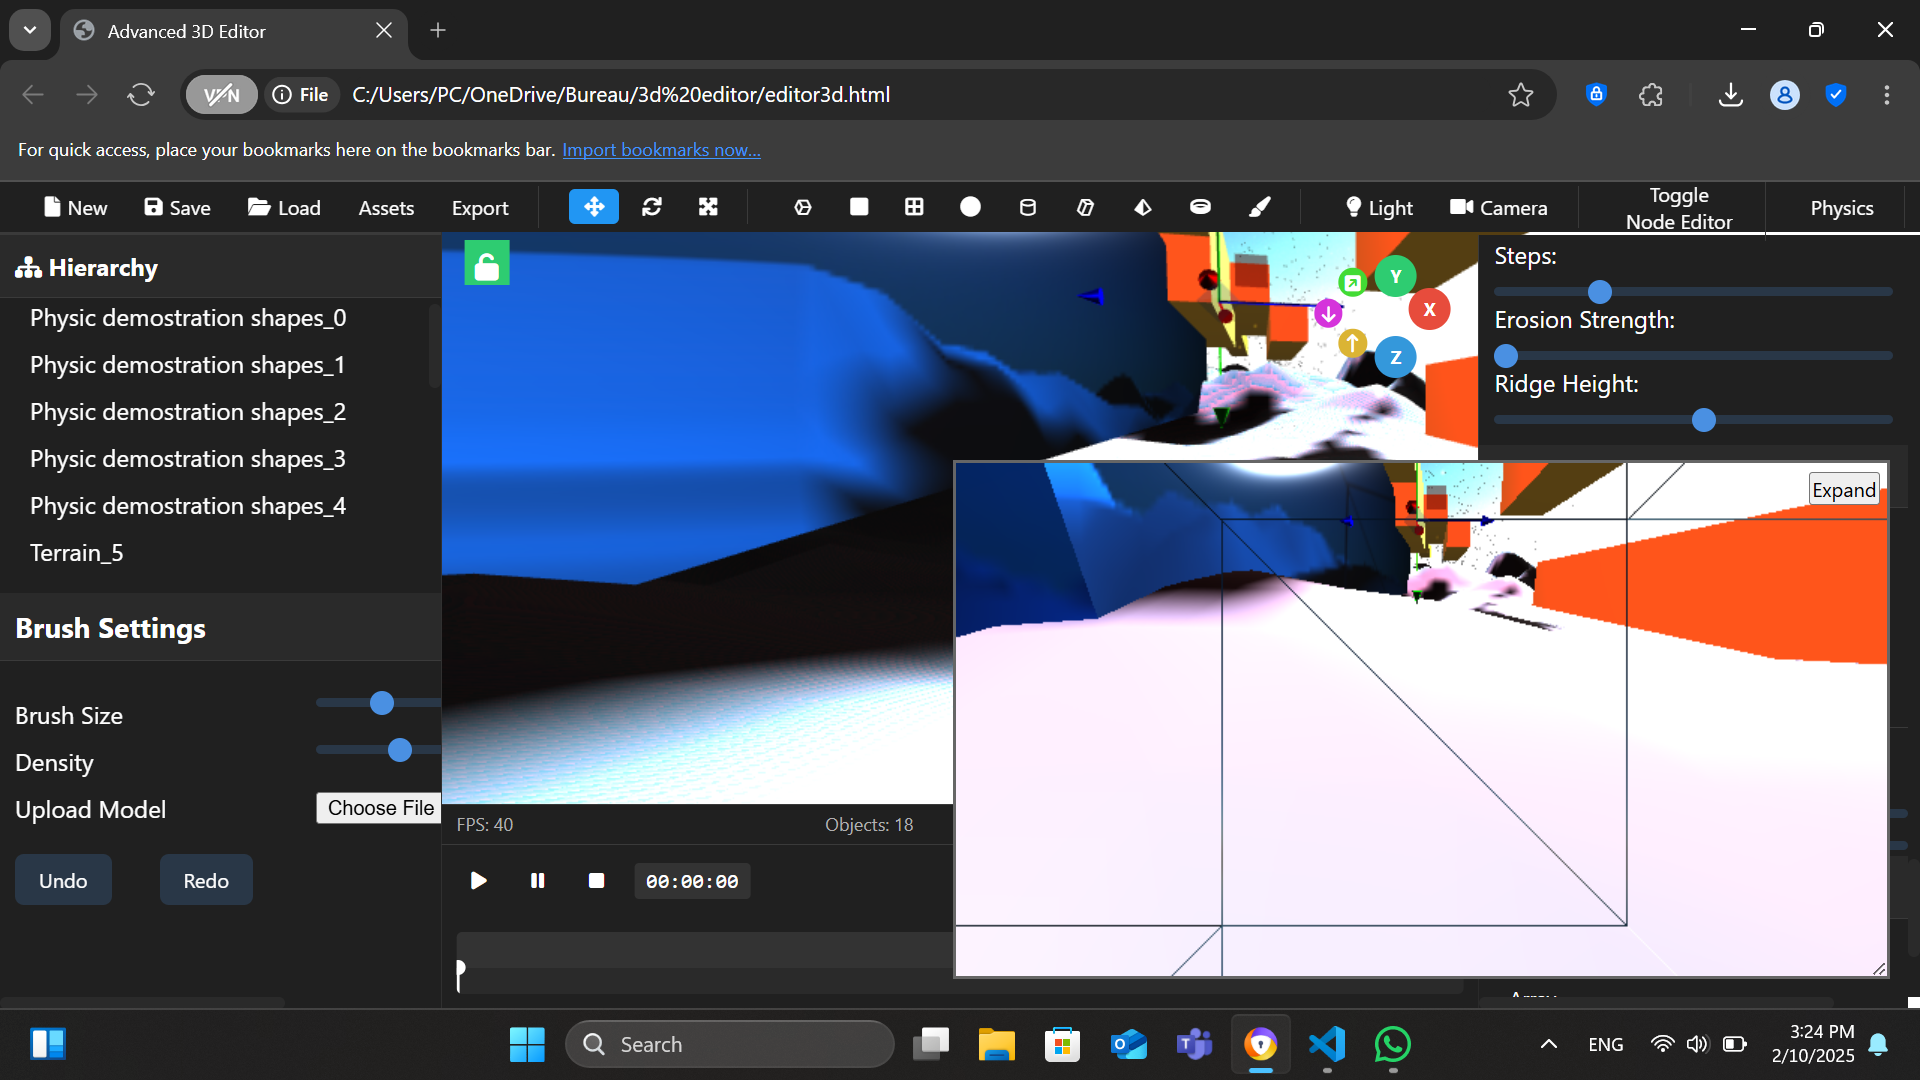 Advanced 3D Editor
VPN
File
C:/Users/PC/OneDrive/Bureau/3d%20editor/editor3d.html
For quick access, place your bookmarks here on the bookmarks bar. Import bookmarks now...
New
Save
Load
Assets
Export
Light
Camera
Toggle
Node Editor
Physics
Hierarchy
Physic demostration shapes_0
Physic demostration shapes_1
Physic demostration shapes_2
Physic demostration shapes_3
Physic demostration shapes_4
Terrain_5
Brush Settings
Brush Size
Density
Upload Model
Choose File
Undo
Redo
Y
X
Z
Steps:
Erosion Strength:
Ridge Height:
Expand
FPS: 40
Objects: 18
00:00:00
Array
Search
ENG
3:24 PM
2/10/2025